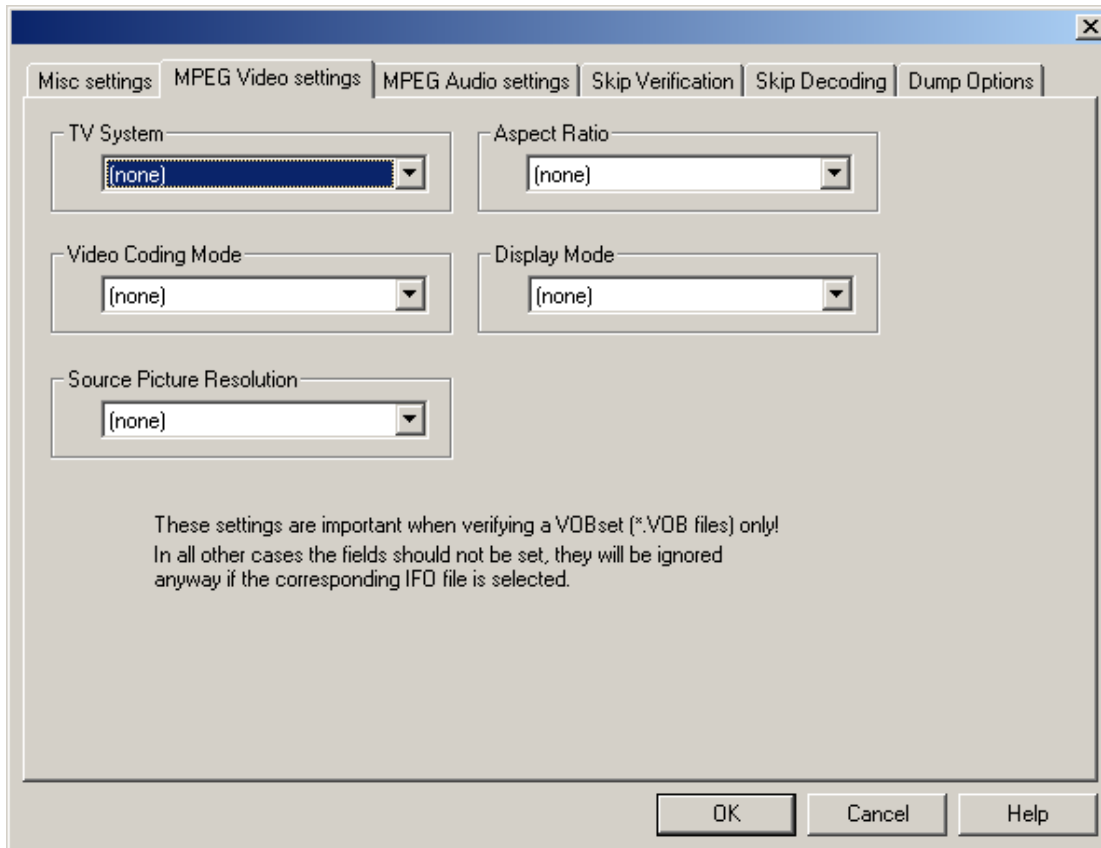 Misc settings
MPEG Video settings
MPEG Audio settings
Skip Verification
Skip Decoding
Dump Options
TV System
(none)
Aspect Ratio
(none)
Video Coding Mode
(none)
Display Mode
(none)
Source Picture Resolution
(none)
These settings are important when verifying a VOBset (*.VOB files) only!
In all other cases the fields should not be set, they will be ignored
anyway if the corresponding IFO file is selected.
OK
Cancel
Help